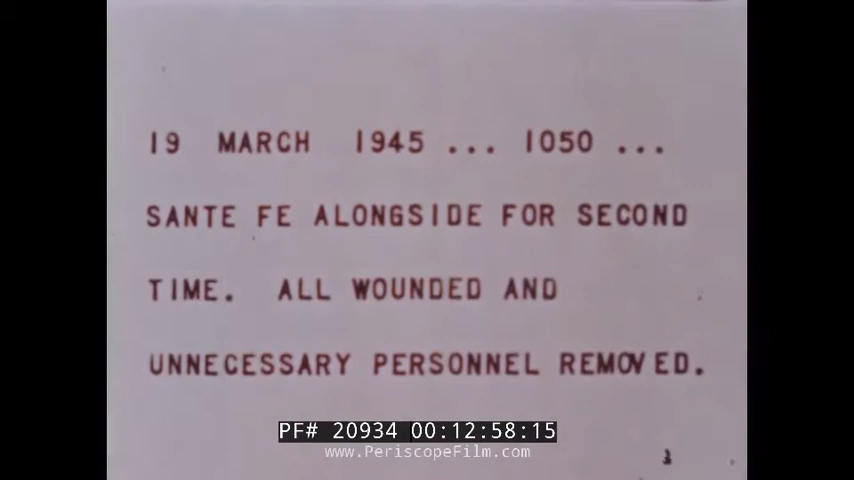 19 MARCH 1945 ... 1050 ...
SANTE FE ALONGSIDE FOR SECOND
TIME. ALL WOUNDED AND
UNNECESSARY PERSONNEL REMOVED.
PF# 20934 00:12:58:15
www.PeriscopeFilm.com